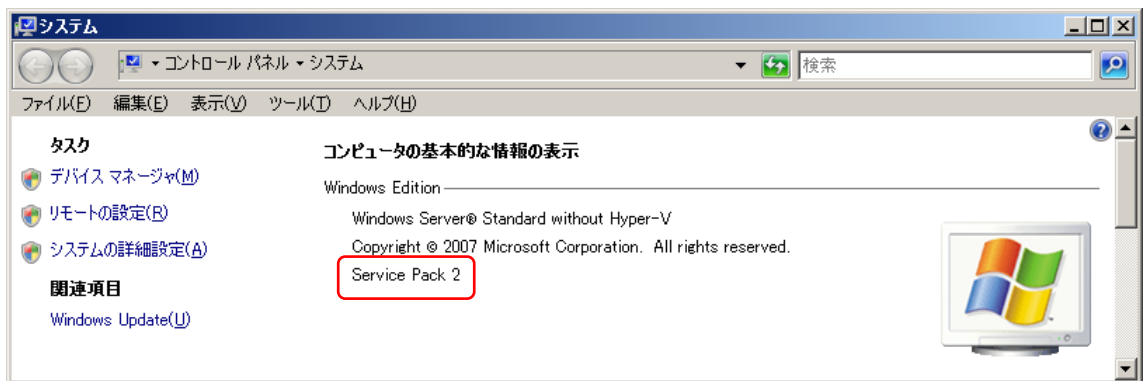 システム
コントロール パネル システム
検索
ファイル(F) 編集(E) 表示(V) ツール(T) ヘルプ(H)
タスク
デバイス マネージャ(M)
リモートの設定(R)
システムの詳細設定(A)
関連項目
Windows Update(U)
コンピュータの基本的な情報の表示
Windows Edition
Windows Server® Standard without Hyper-V
Copyright © 2007 Microsoft Corporation. All rights reserved.
Service Pack 2